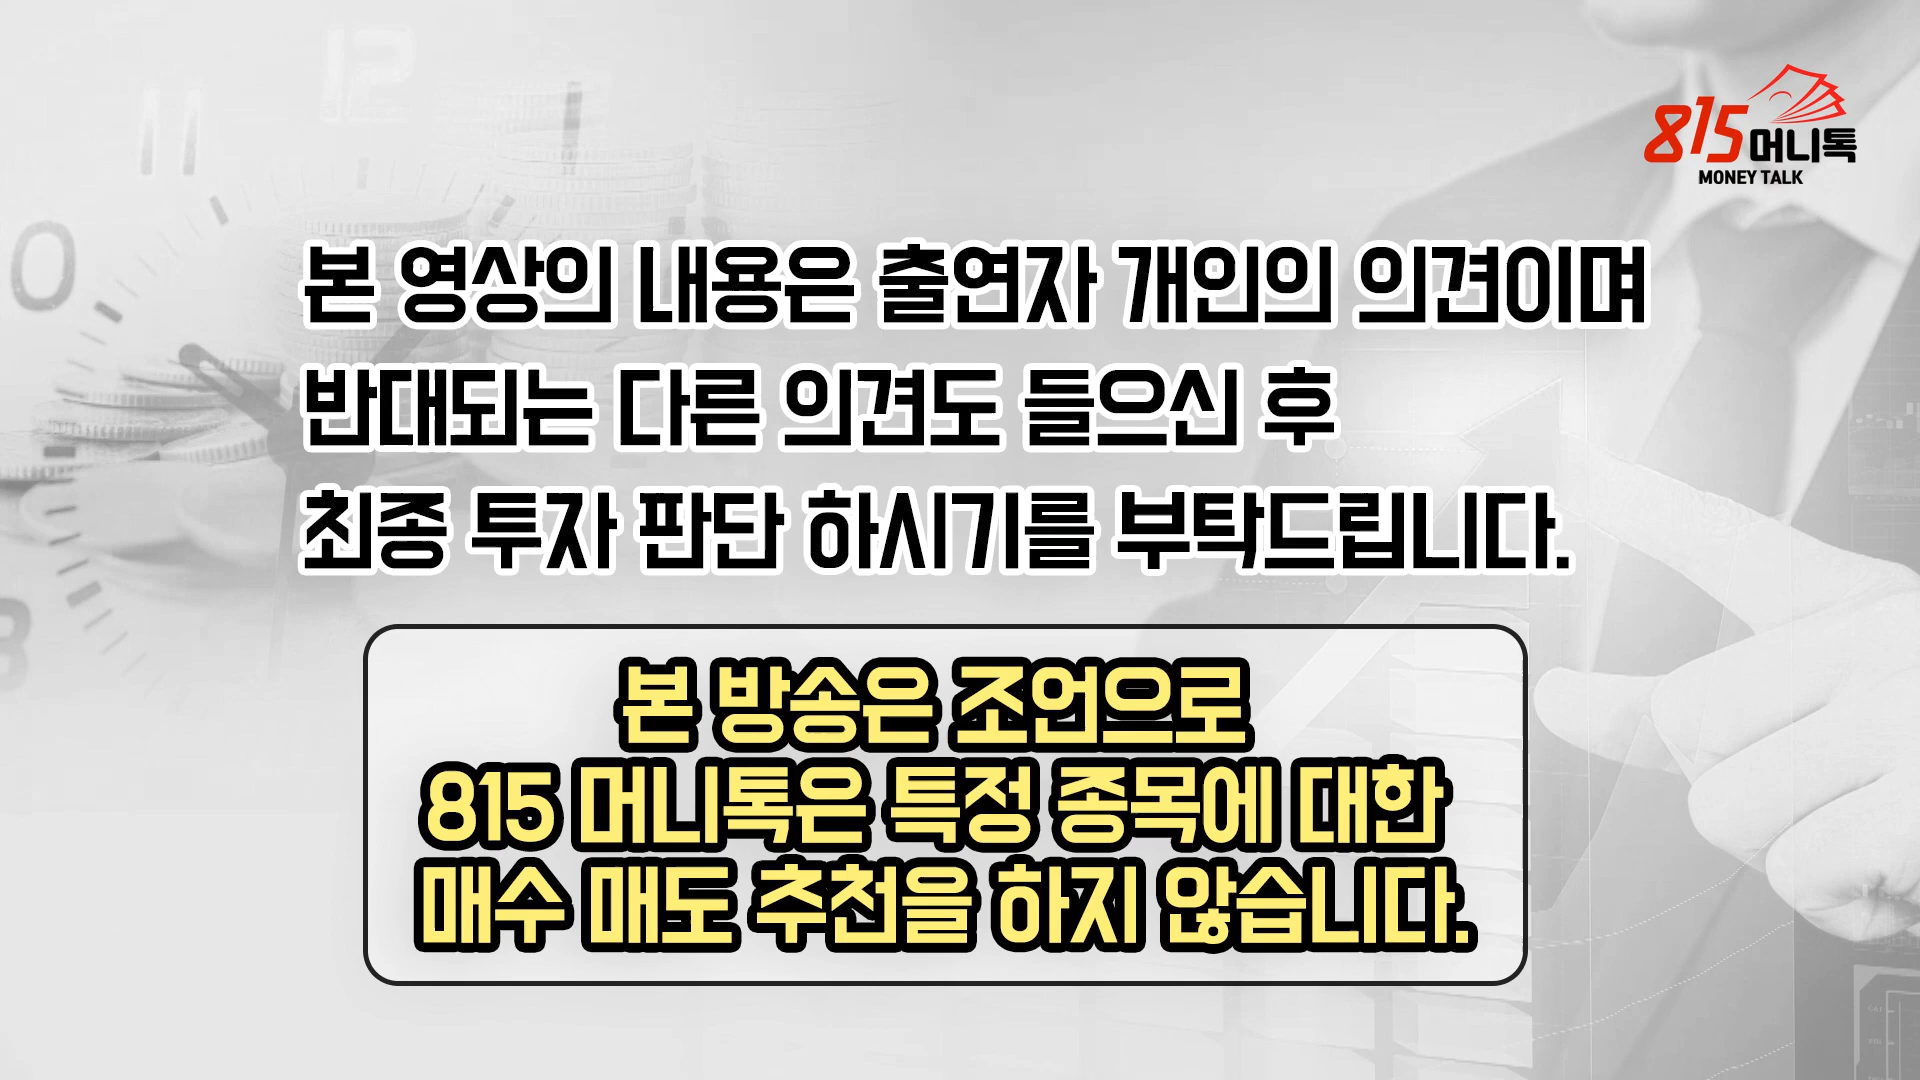 815 머니톡
MONEY TALK
본 영상의 내용은 출연자 개인의 의견이며
반대되는 다른 의견도 들으신 후
최종 투자 판단 하시기를 부탁드립니다.
본 방송은 조언으로
815 머니톡은 특정 종목에 대한
매수 매도 추천을 하지 않습니다.
12
11
10
8